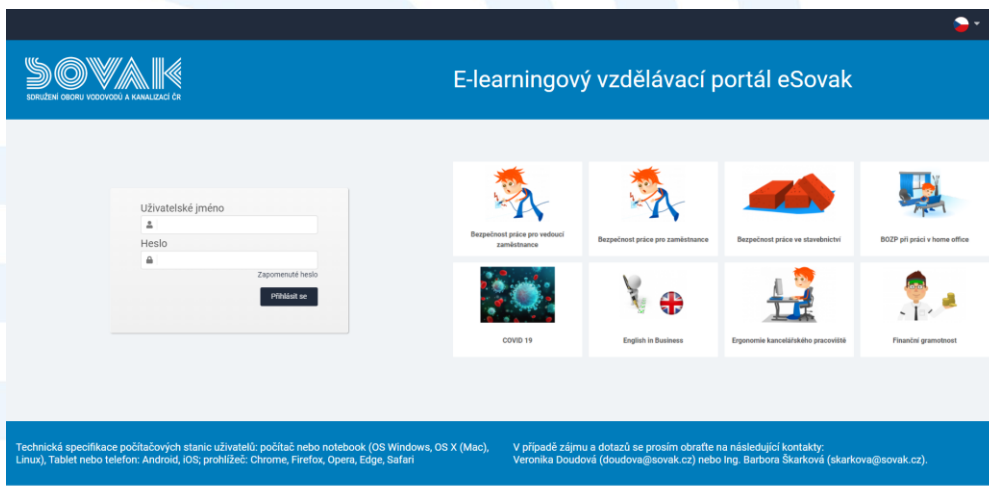 SOVAK
SDRUŽENÍ OBORU VODOVODŮ A KANALIZACÍ ČR
E-learningový vzdělávací portál eSovak
Uživatelské jméno
Heslo
Zapomenuté heslo
Přihlásit se
Bezpečnost práce pro vedoucí
zaměstnance
Bezpečnost práce pro zaměstnance
Bezpečnost práce ve stavebnictví
BOZP při práci v home office
COVID 19
English in Business
Ergonomie kancelářského pracoviště
Finanční gramotnost
Technická specifikace počítačových stanic uživatelů: počítač nebo notebook (OS Windows, OS X (Mac),
Linux), Tablet nebo telefon: Android, iOS; prohlížeč: Chrome, Firefox, Opera, Edge, Safari
V případě zájmu a dotazů se prosím obraťte na následující kontakty:
Veronika Doudová (doudova@sovak.cz) nebo Ing. Barbora Škarková (skarkova@sovak.cz).